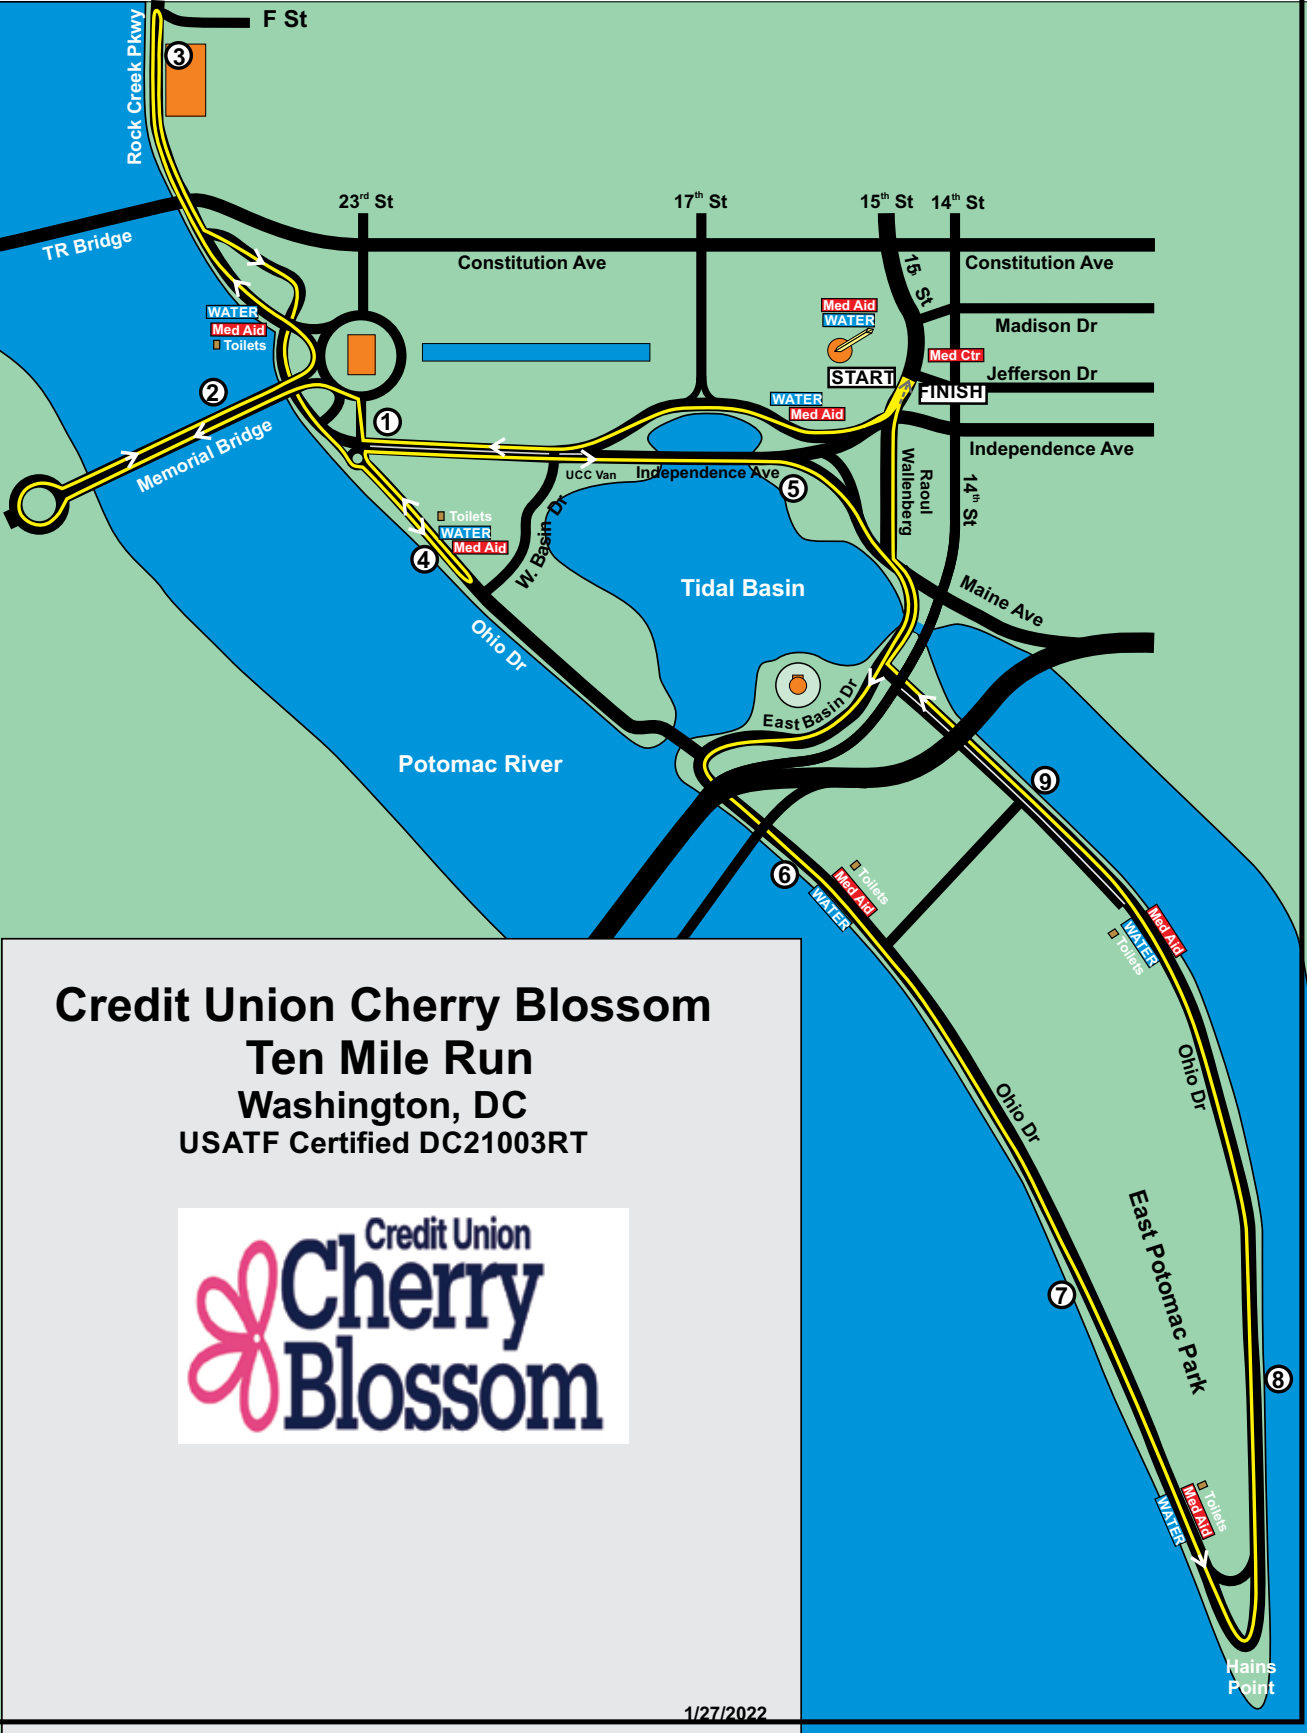 F St
Rock Creek Pkwy
3
23rd St
17th St
15th St
14th St
TR Bridge
Constitution Ave
15th St
Constitution Ave
WATER
Med Aid
Toilets
Med Aid
WATER
Madison Dr
Med Ctr
START
Jefferson Dr
FINISH
2
WATER
Med Aid
1
Memorial Bridge
Independence Ave
UCC Van
Independence Ave
5
Raoul
Wallenberg
14th St
Toilets
WATER
Med Aid
4
W. Basin Dr
Tidal Basin
Maine Ave
Ohio Dr
East Basin Dr
Potomac River
9
6
Toilets
Med Aid
WATER
Med Aid
WATER
Toilets
Credit Union Cherry Blossom
Ten Mile Run
Washington, DC
USATF Certified DC21003RT
Ohio Dr
Ohio Dr
East Potomac Park
Credit Union
Cherry
Blossom
7
8
Toilets
Med Aid
WATER
Hains
Point
1/27/2022